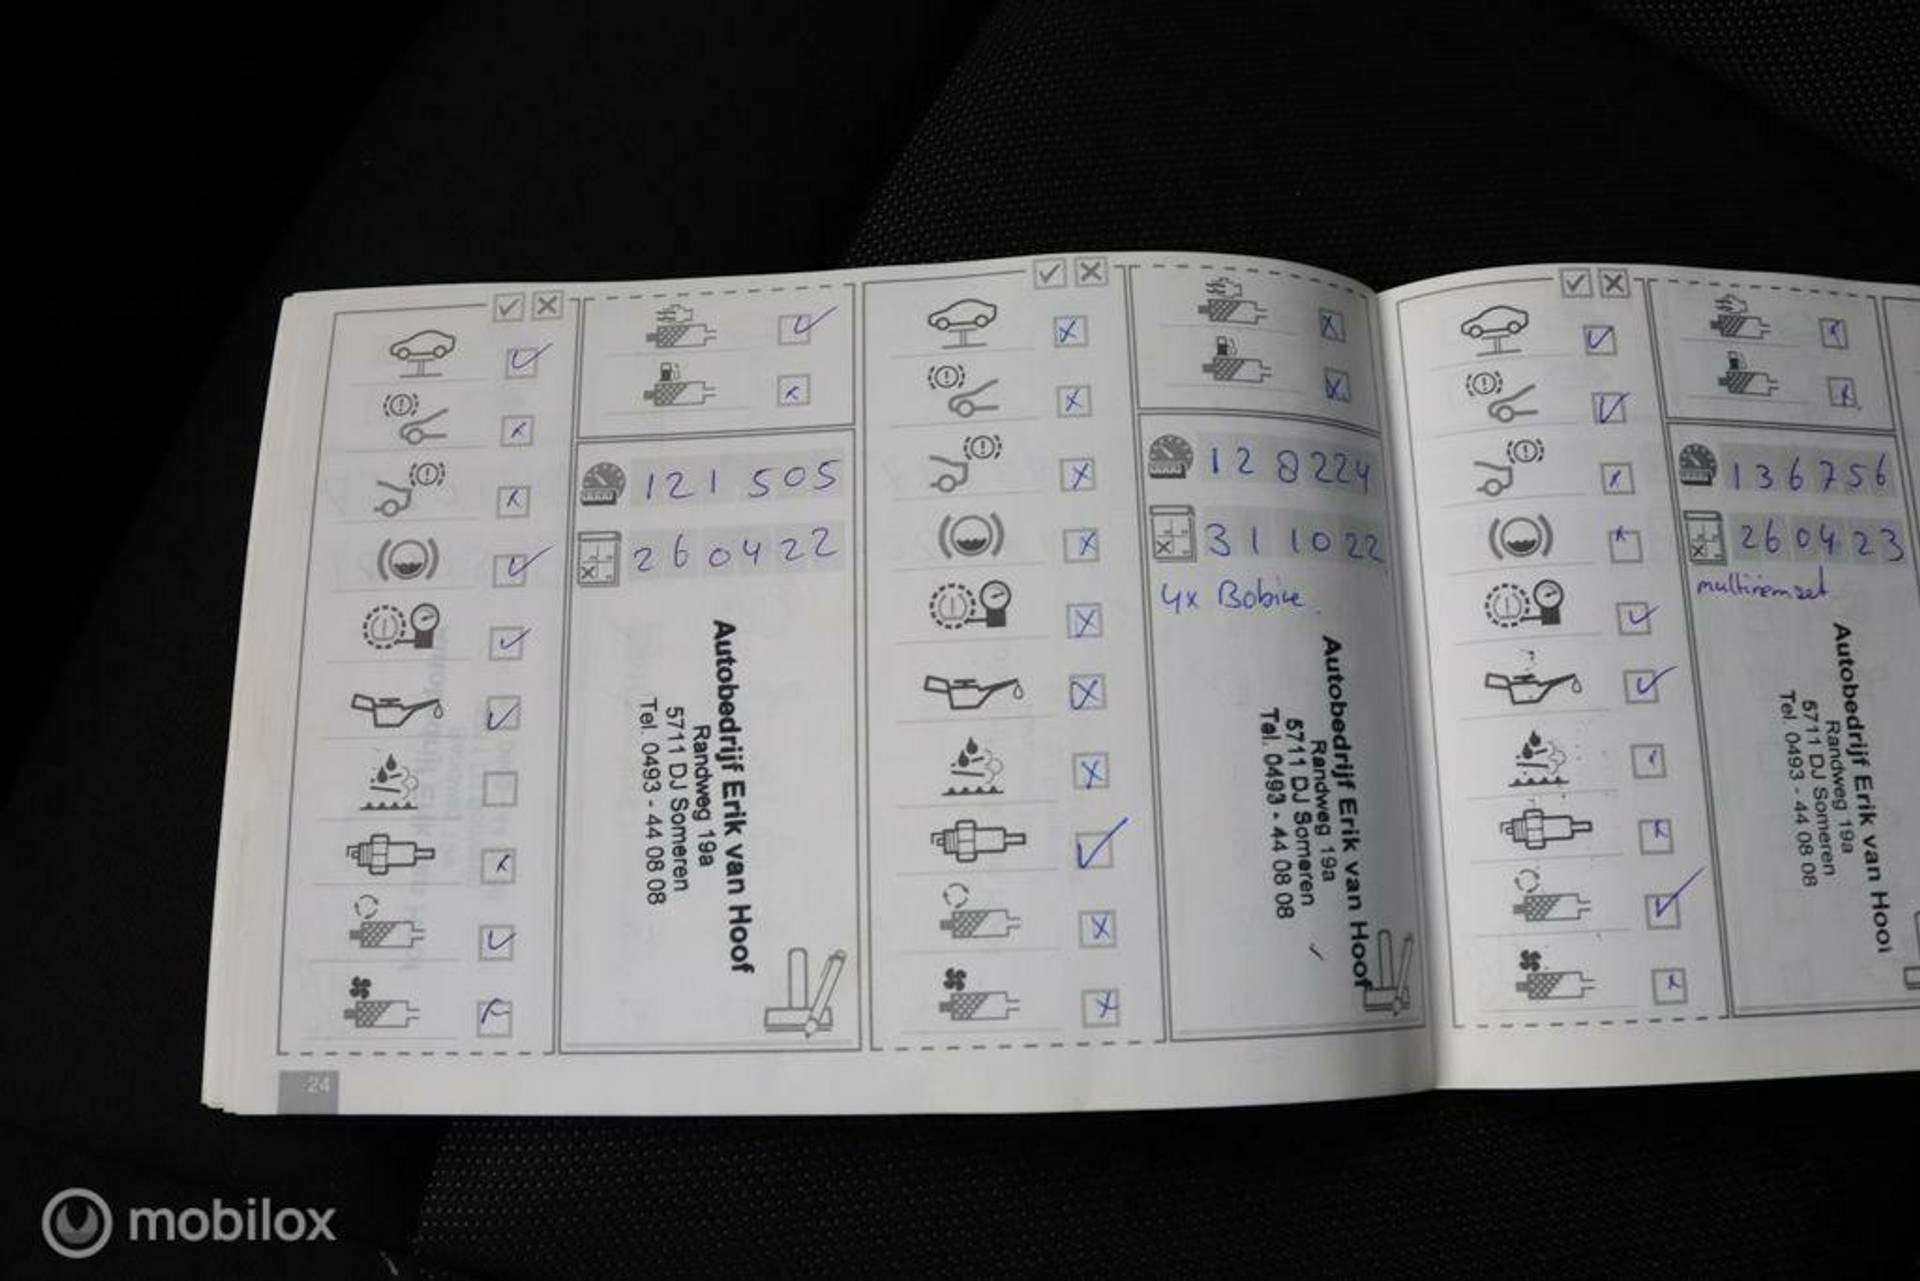 121505
260422
Autobedrijf Erik van Hoof
Randweg 19a
5711 DJ Someren
Tel. 0493 - 44 08 08
24
128224
311022
4x Bobine.
Autobedrijf Erik van Hoof
Randweg 19a
5711 DJ Someren
Tel. 0493 - 44 08 08
136756
260423
multiriemset
Autobedrijf Erik van Hoof
Randweg 19a
5711 DJ Someren
Tel. 0493 - 44 08 08
mobilox